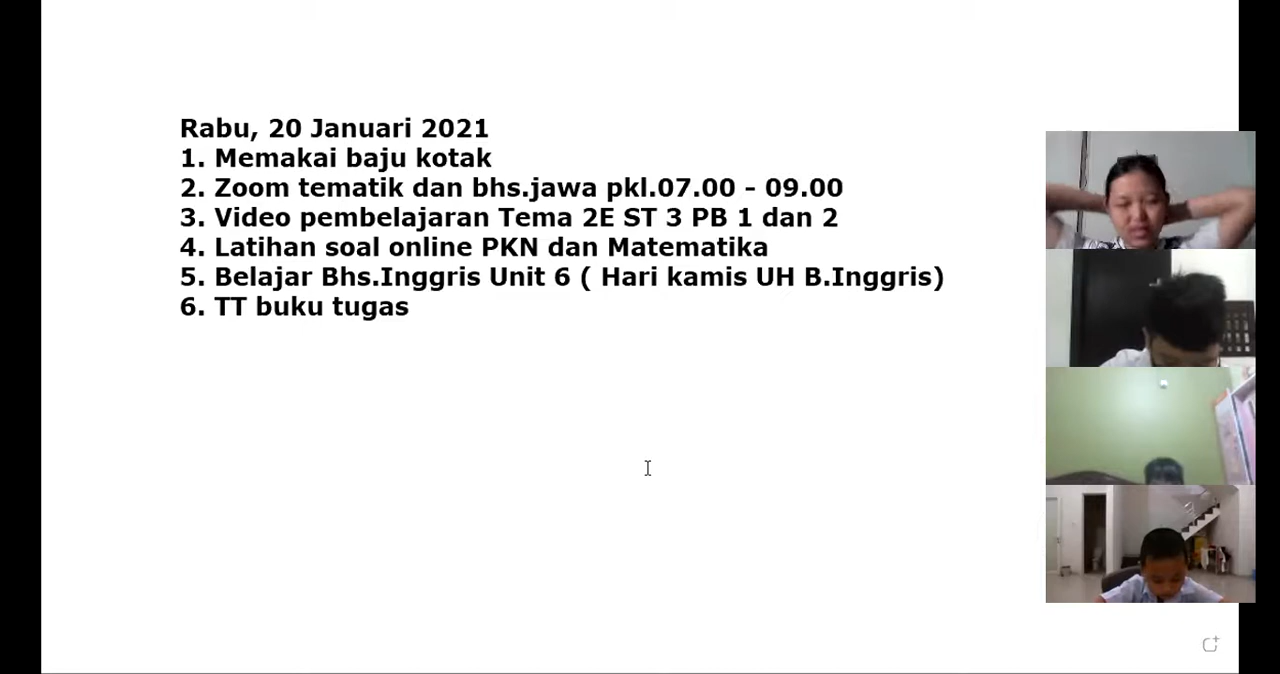 Rabu, 20 Januari 2021
1. Memakai baju kotak
2. Zoom tematik dan bhs.jawa pkl.07.00 - 09.00
3. Video pembelajaran Tema 2E ST 3 PB 1 dan 2
4. Latihan soal online PKN dan Matematika
5. Belajar Bhs.Inggris Unit 6 ( Hari kamis UH B.Inggris)
6. TT buku tugas